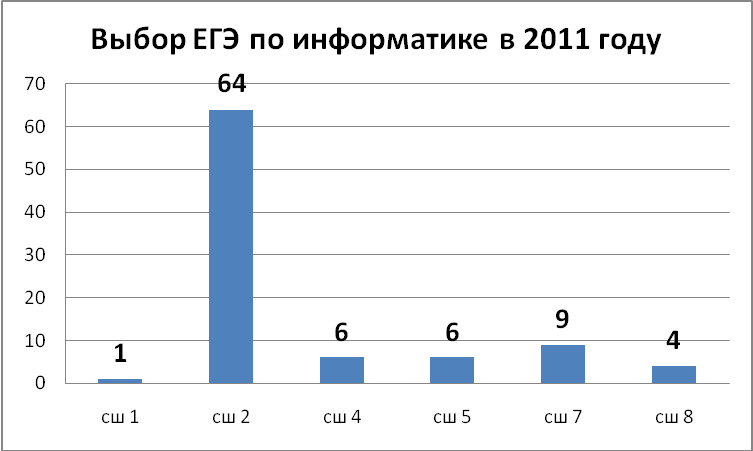 Выбор ЕГЭ по информатике в 2011 году
70
60
50
40
30
20
10
0
1
64
6
6
9
4
сш 1
сш 2
сш 4
сш 5
сш 7
сш 8